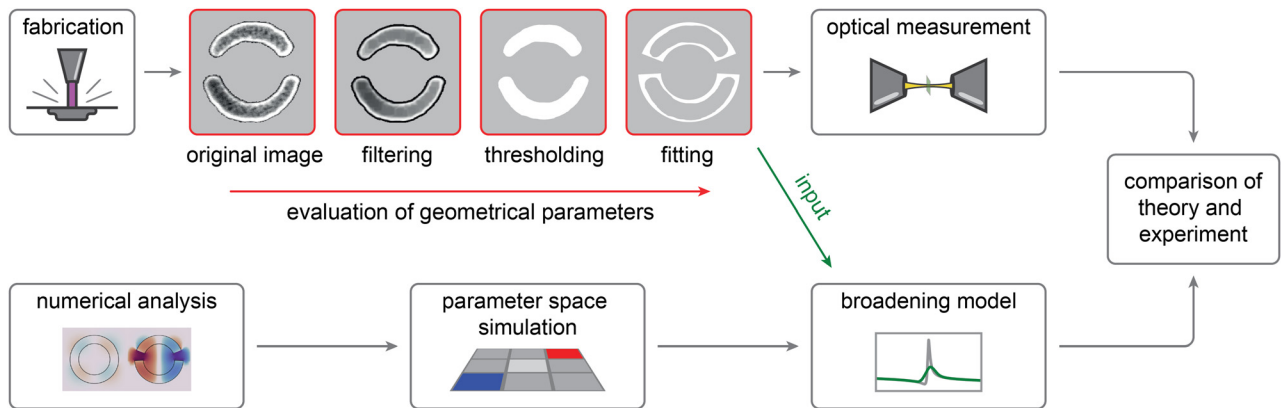 fabrication
original image
filtering
thresholding
fitting
evaluation of geometrical parameters
optical measurement
input
comparison of
theory and
experiment
numerical analysis
parameter space
simulation
broadening model